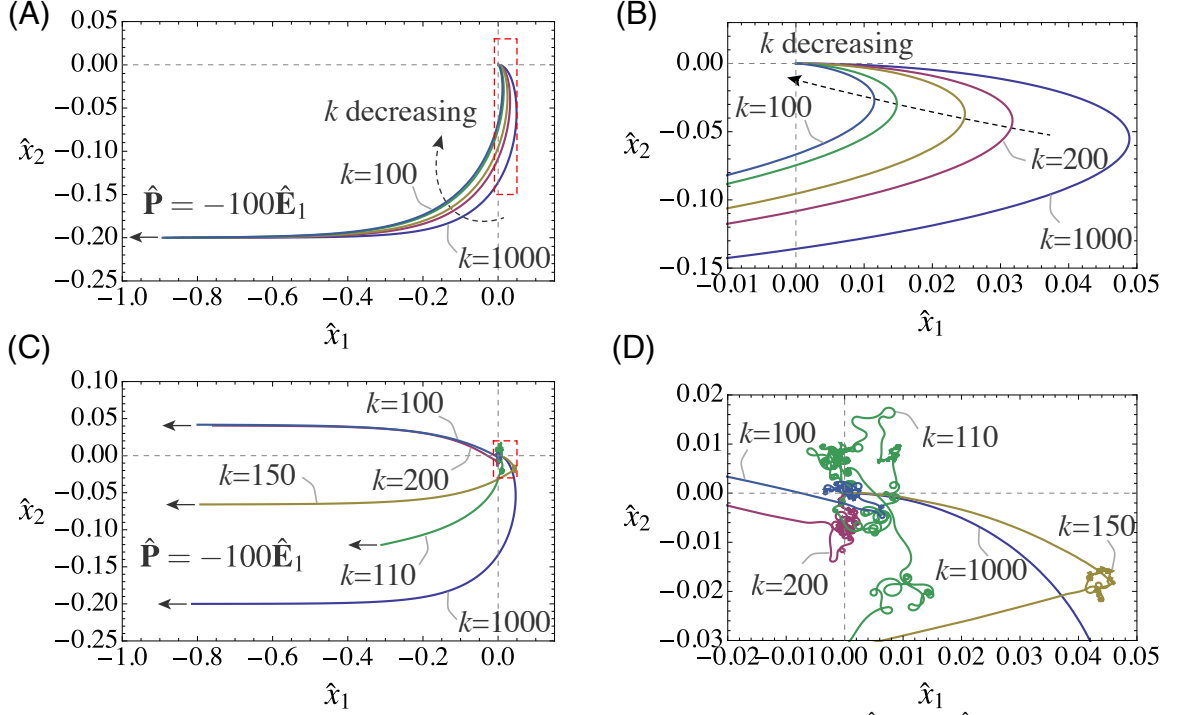 (A)
0.00
−0.05
−0.10
−0.15
−0.20
−0.25
x̂2
k decreasing
k=100
P̂ = −100Ê1
k=1000
−1.0 −0.8 −0.6 −0.4 −0.2 0.0
x̂1
(B)
0.00
−0.05
−0.10
−0.15
x̂2
k decreasing
k=100
k=200
k=1000
−0.01 0.00 0.01 0.02 0.03 0.04 0.05
x̂1
(C)
0.10
0.05
0.00
−0.05
−0.10
−0.15
−0.20
−0.25
x̂2
k=100
k=200
k=150
P̂ = −100Ê1
k=110
k=1000
−1.0 −0.8 −0.6 −0.4 −0.2 0.0
x̂1
(D)
0.02
0.01
0.00
−0.01
−0.02
−0.03
x̂2
k=100
k=110
k=150
k=200
k=1000
−0.02 −0.01 0.00 0.01 0.02 0.03 0.04 0.05
x̂1